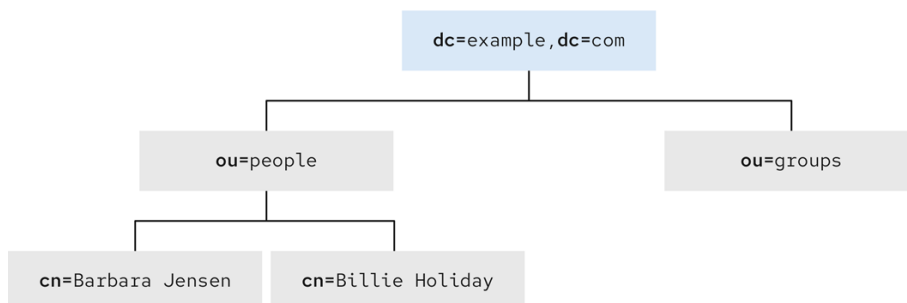 dc=example,dc=com
ou=people
ou=groups
cn=Barbara Jensen
cn=Billie Holiday